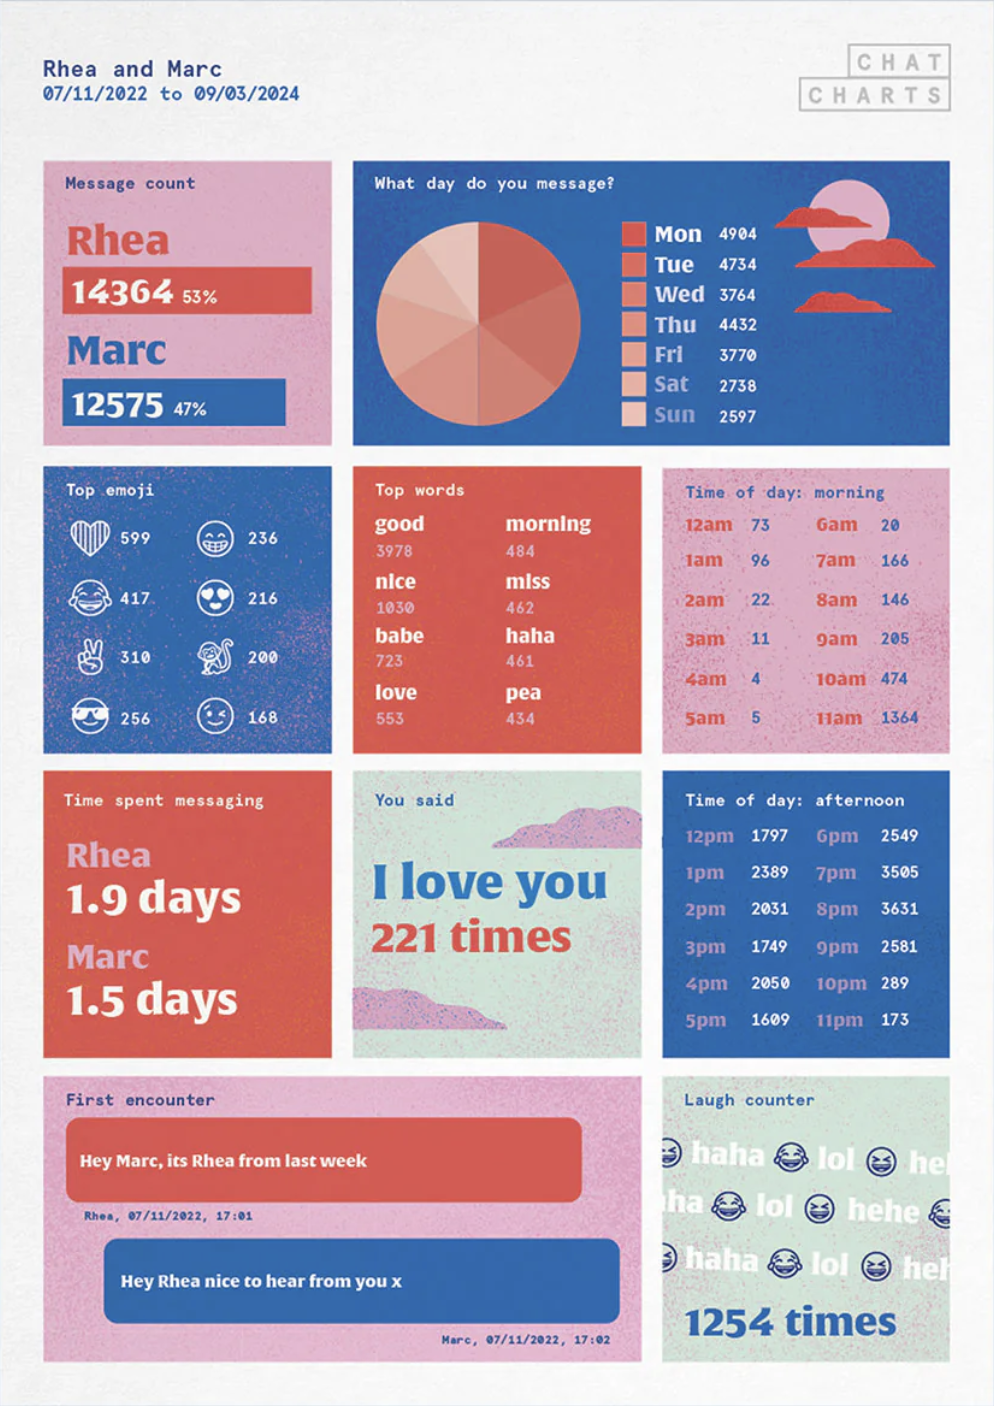 Rhea and Marc
07/11/2022 to 09/03/2024
CHAT
CHARTS
Message count
Rhea
14364 53%
Marc
12575 47%
What day do you message?
Mon 4904
Tue 4734
Wed 3764
Thu 4432
Fri 3770
Sat 2738
Sun 2597
Top emoji
599 236
417 216
310 200
256 168
Top words
good morning
3978 484
nice miss
1030 462
babe haha
723 461
love pea
553 434
Time of day: morning
12am 73 6am 20
1am 96 7am 166
2am 22 8am 146
3am 11 9am 205
4am 4 10am 474
5am 5 11am 1364
Time spent messaging
Rhea
1.9 days
Marc
1.5 days
You said
I love you
221 times
Time of day: afternoon
12pm 1797 6pm 2549
1pm 2389 7pm 3505
2pm 2031 8pm 3631
3pm 1749 9pm 2581
4pm 2050 10pm 289
5pm 1609 11pm 173
First encounter
Hey Marc, its Rhea from last week
Rhea, 07/11/2022, 17:01
Hey Rhea nice to hear from you x
Marc, 07/11/2022, 17:02
Laugh counter
haha lol he
ha lol hehe
haha lol heh
1254 times